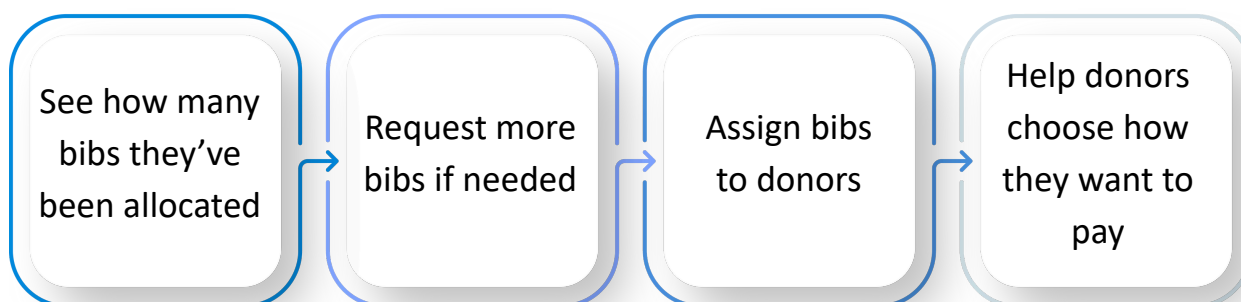 See how many
bibs they’ve
been allocated
Request more
bibs if needed
Assign bibs
to donors
Help donors
choose how
they want to
pay